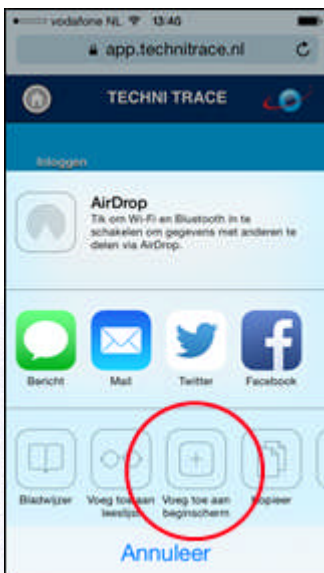 vodafone NL 13:40
app.technitrace.nl
TECHNI TRACE
Inloggen
AirDrop
Tik om Wi-Fi en Bluetooth in te
schakelen om gegevens met anderen te
delen via AirDrop.
Bericht Mail Twitter Facebook
Bladwijzer Voeg toe aan Voeg toe aan Kopieer
leeslijst beginscherm
Annuleer